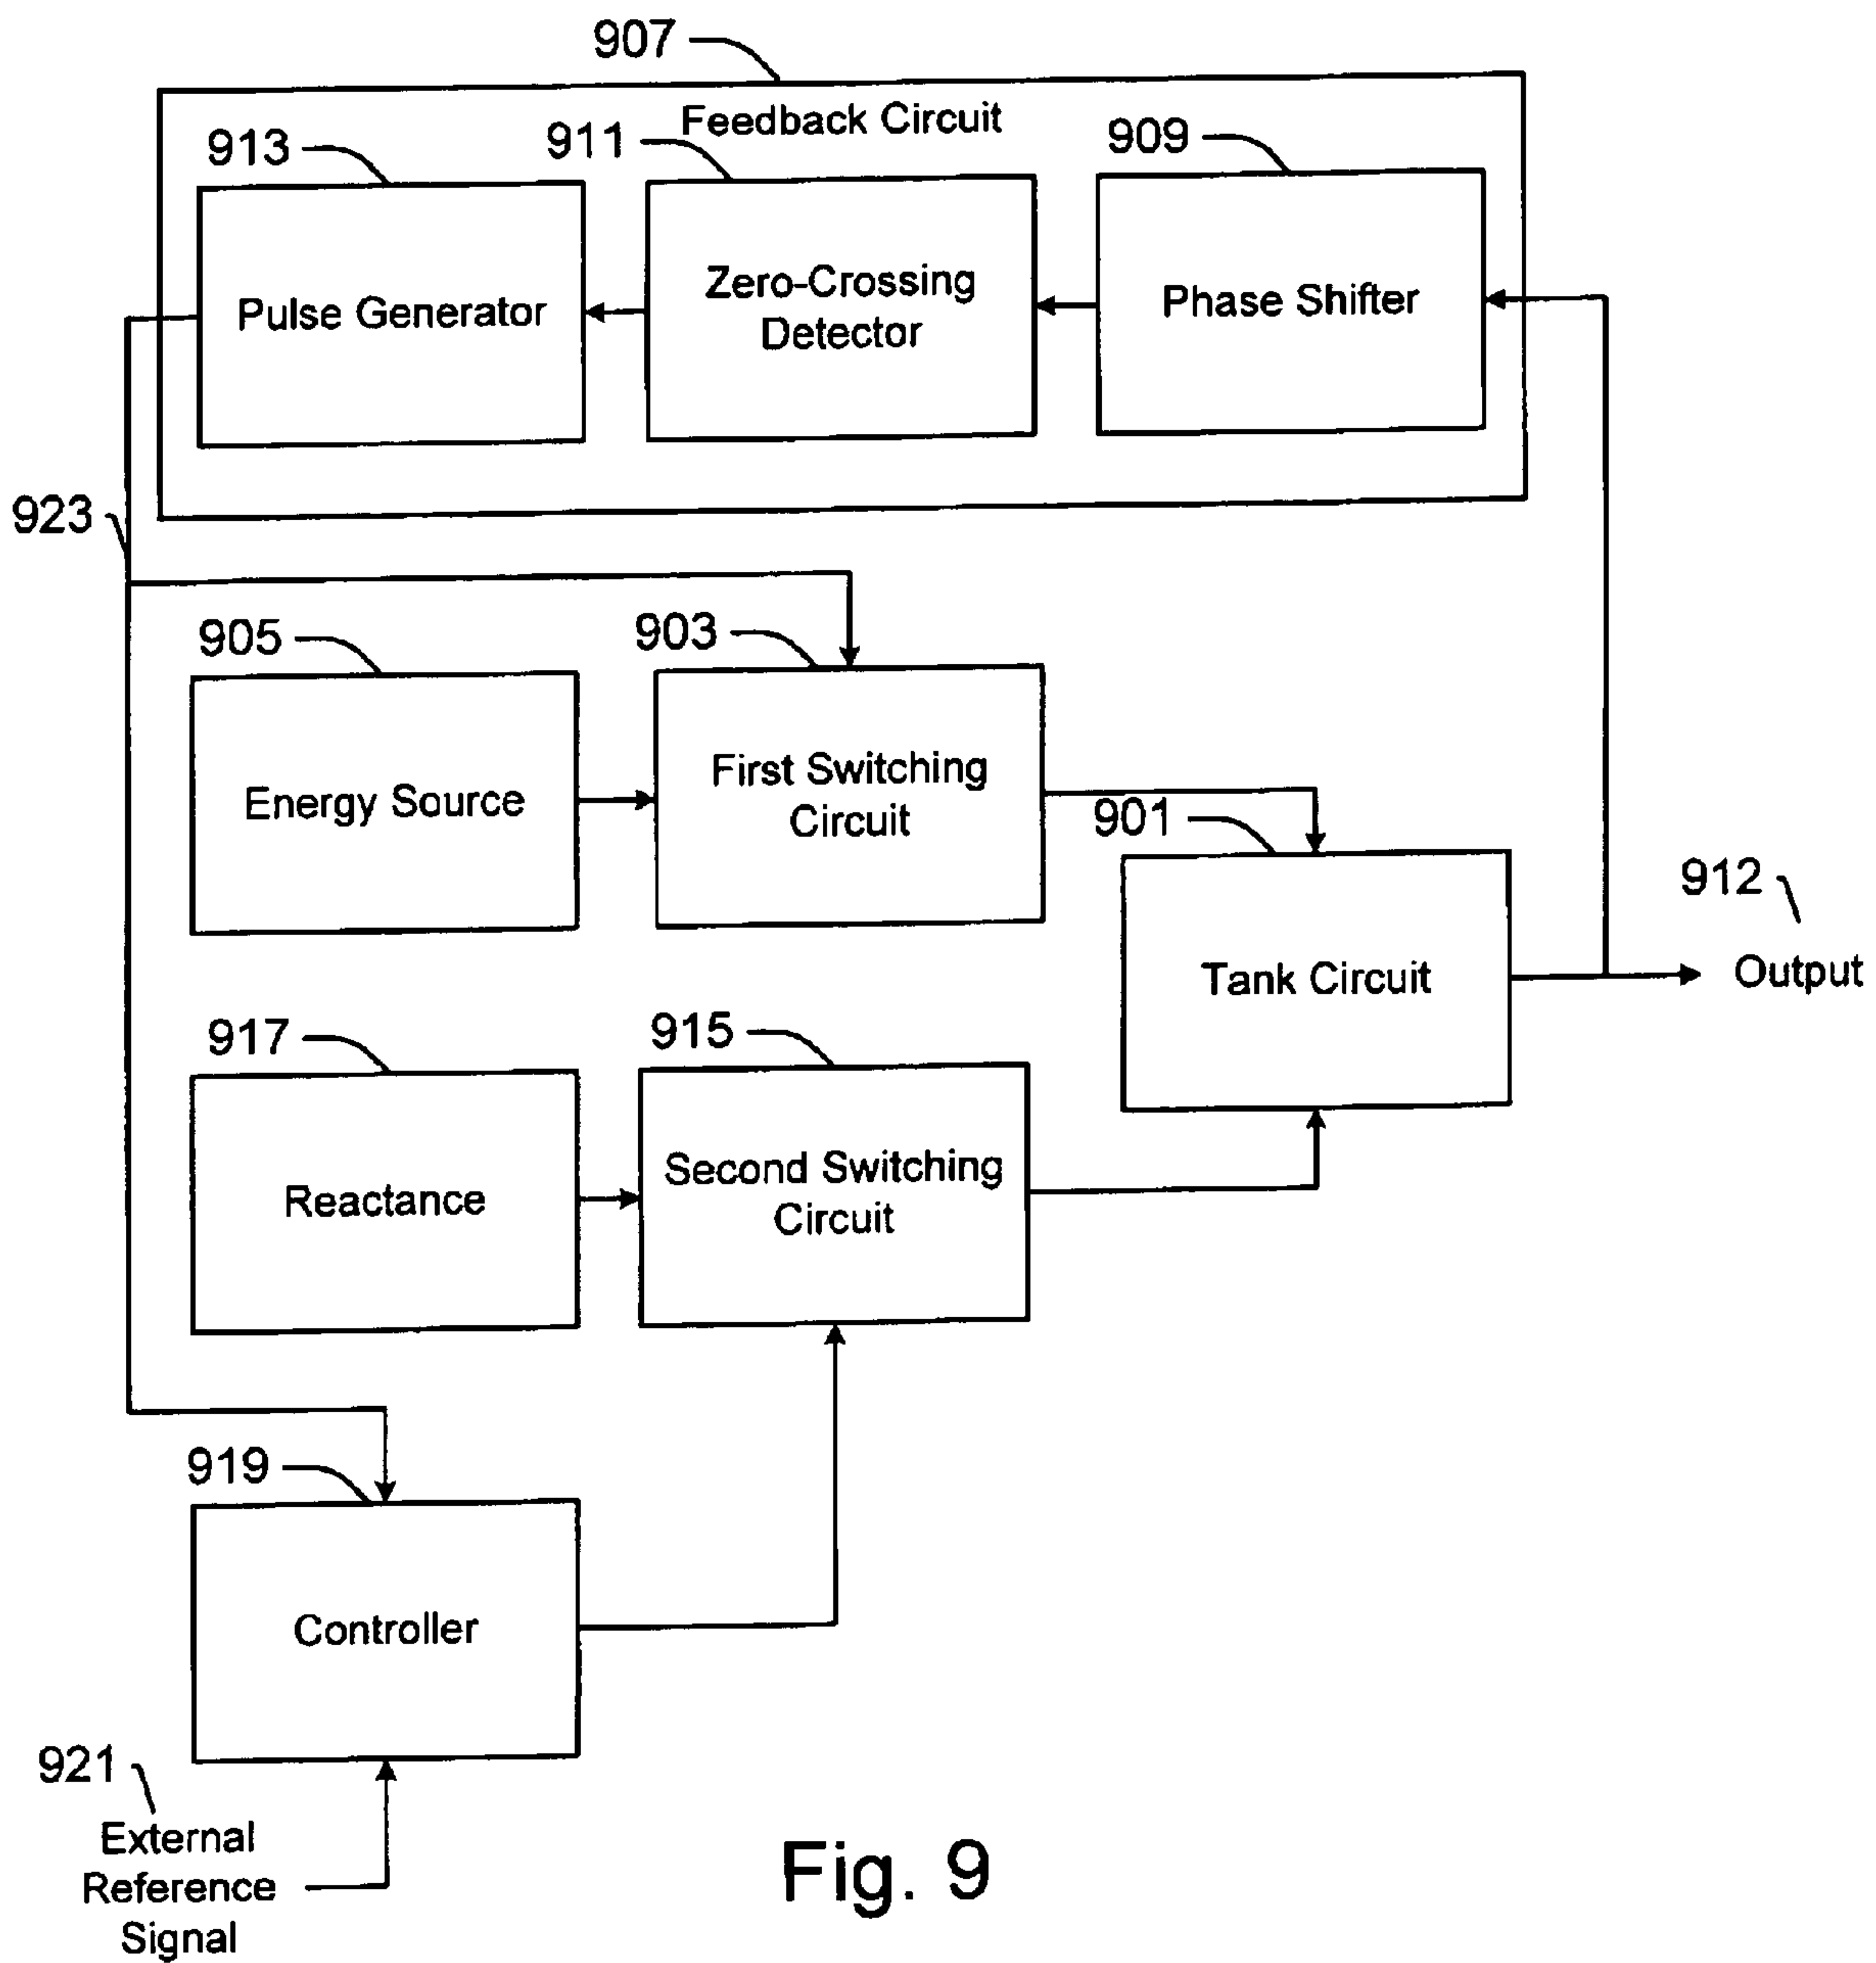 907
Feedback Circuit
913
911
909
Pulse Generator
Zero-Crossing
Detector
Phase Shifter
923
905
903
Energy Source
First Switching
Circuit
901
912
Tank Circuit
Output
917
915
Reactance
Second Switching
Circuit
919
Controller
921
External
Reference
Signal
Fig. 9